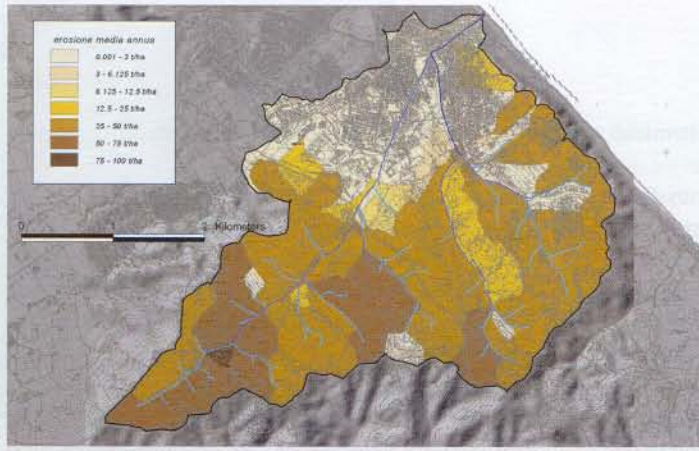 erosione media annua
0.001 - 3 t/ha
3 - 6.125 t/ha
6.125 - 12.5 t/ha
12.5 - 25 t/ha
25 - 50 t/ha
50 - 75 t/ha
75 - 100 t/ha
0
2 Kilometers